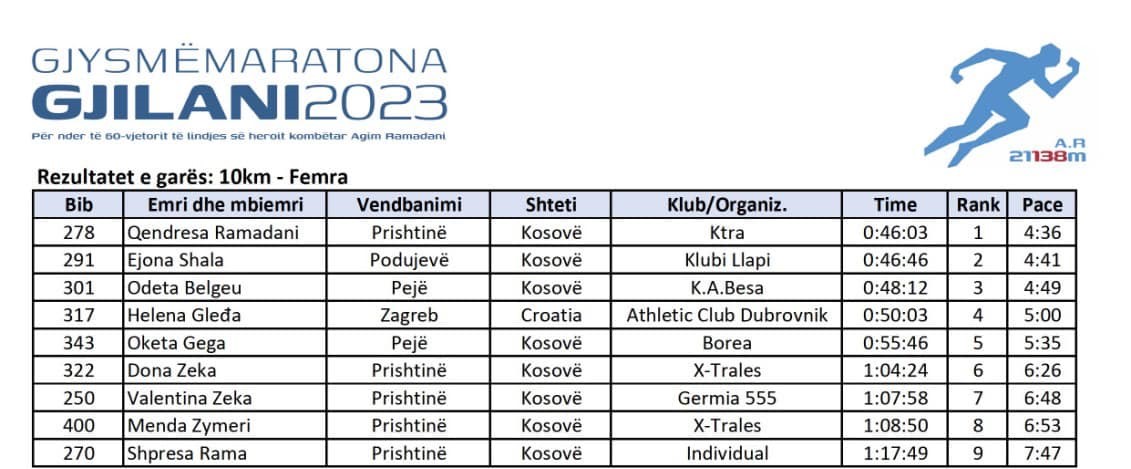 GJYSMËMARATONA
GJILANI2023
Për nder të 60-vjetorit të lindjes së heroit kombëtar Agim Ramadani
A.R
21138m
Rezultatet e garës: 10km - Femra
Bib Emri dhe mbiemri Vendbanimi Shteti Klub/Organiz. Time Rank Pace
278 Qendresa Ramadani Prishtinë Kosovë Ktra 0:46:03 1 4:36
291 Ejona Shala Podujevë Kosovë Klubi Llapi 0:46:46 2 4:41
301 Odeta Belgeu Pejë Kosovë K.A.Besa 0:48:12 3 4:49
317 Helena Gleđa Zagreb Croatia Athletic Club Dubrovnik 0:50:03 4 5:00
343 Oketa Gega Pejë Kosovë Borea 0:55:46 5 5:35
322 Dona Zeka Prishtinë Kosovë X-Trales 1:04:24 6 6:26
250 Valentina Zeka Prishtinë Kosovë Germia 555 1:07:58 7 6:48
400 Menda Zymeri Prishtinë Kosovë X-Trales 1:08:50 8 6:53
270 Shpresa Rama Prishtinë Kosovë Individual 1:17:49 9 7:47